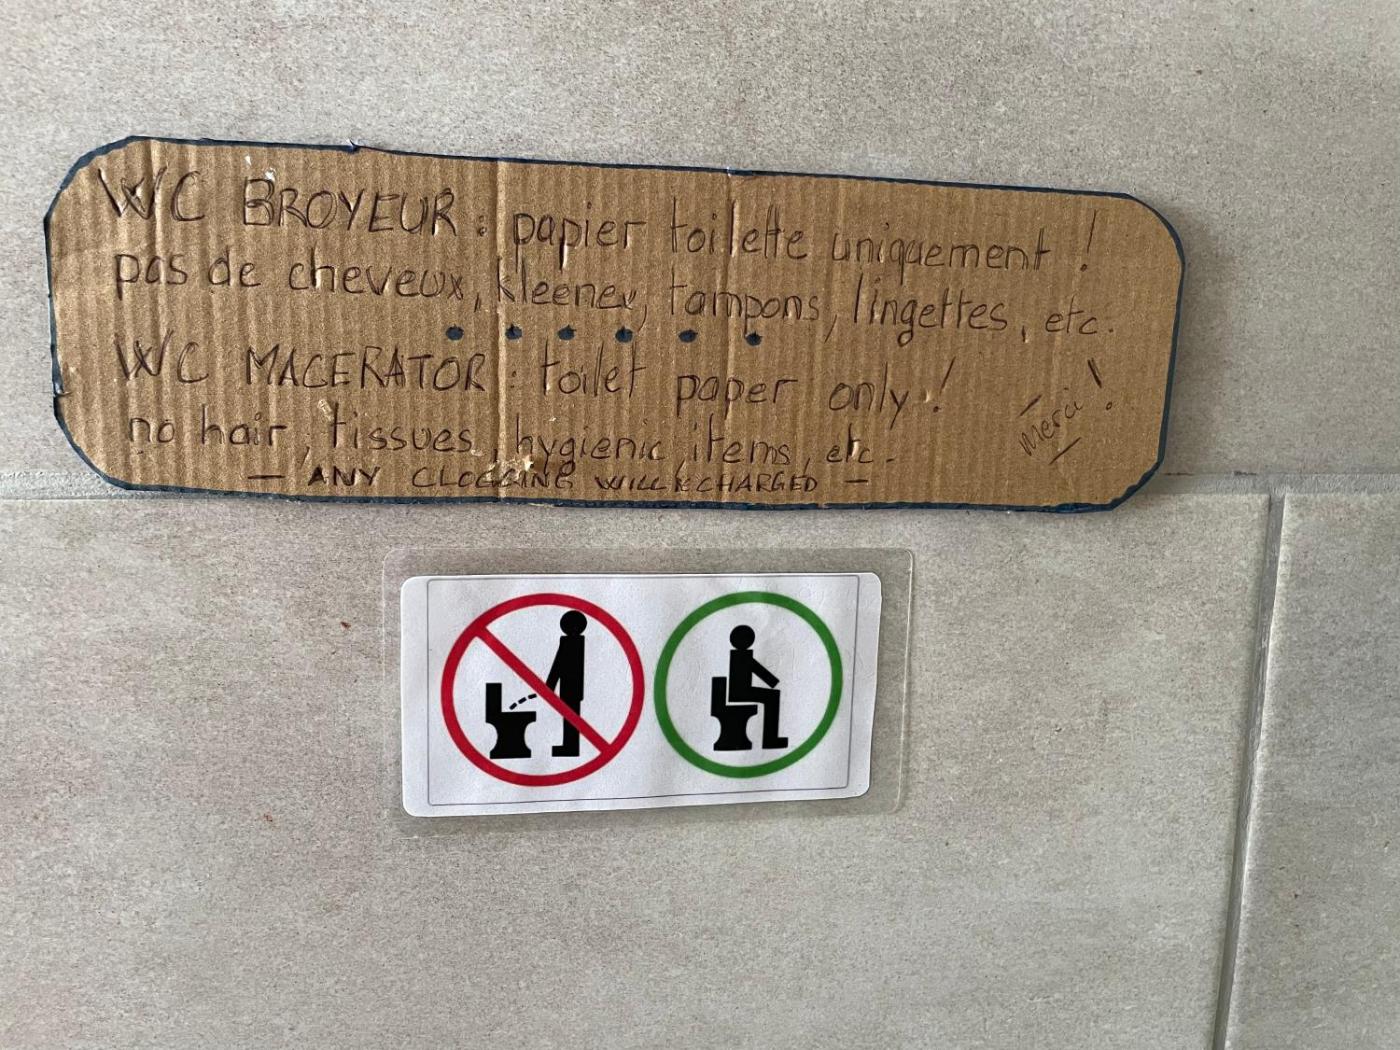 WC BROYEUR : papier toilette uniquement !
pas de cheveux, kleenex, tampons, lingettes, etc.
WC MACERATOR : toilet paper only !
no hair, tissues, hygienic items, etc.
Merci !
— ANY CLOGGING WILL BE CHARGED —